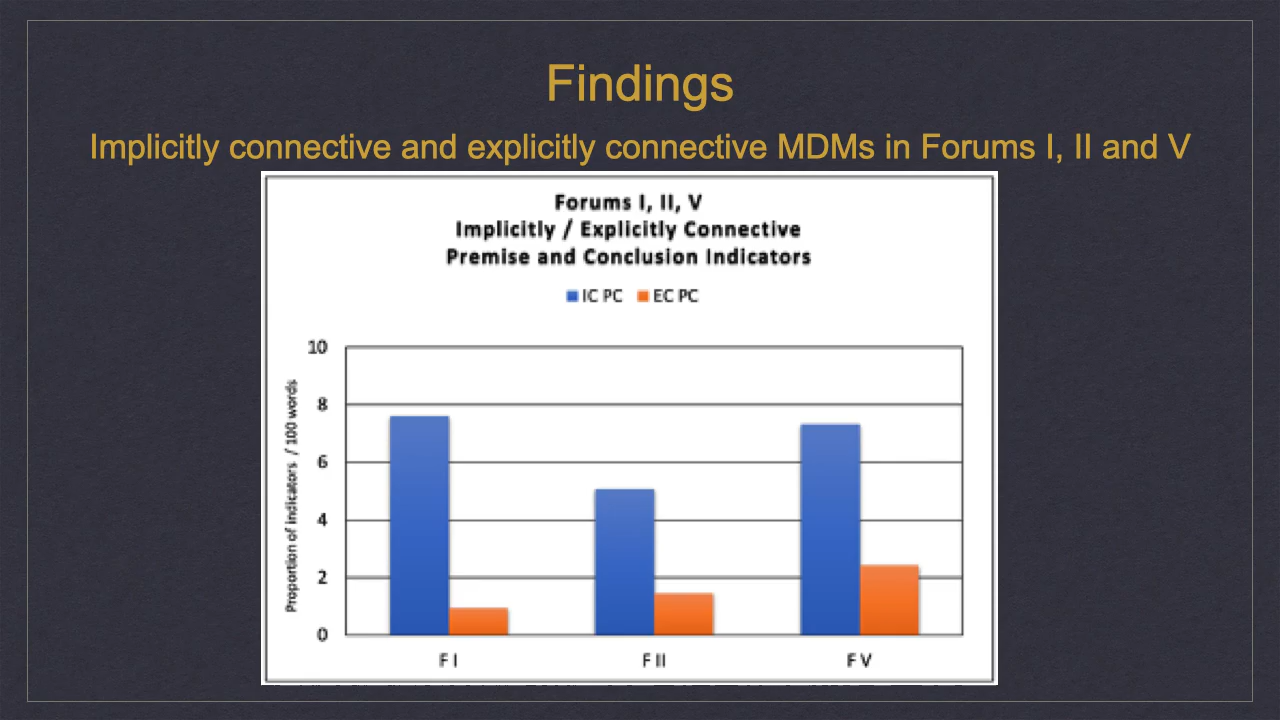 Findings
Implicitly connective and explicitly connective MDMs in Forums I, II and V
Forums I, II, V
Implicitly / Explicitly Connective
Premise and Conclusion Indicators
IC PC EC PC
Proportion of indicators / 100 words
10
8
6
4
2
0
F I F II F V